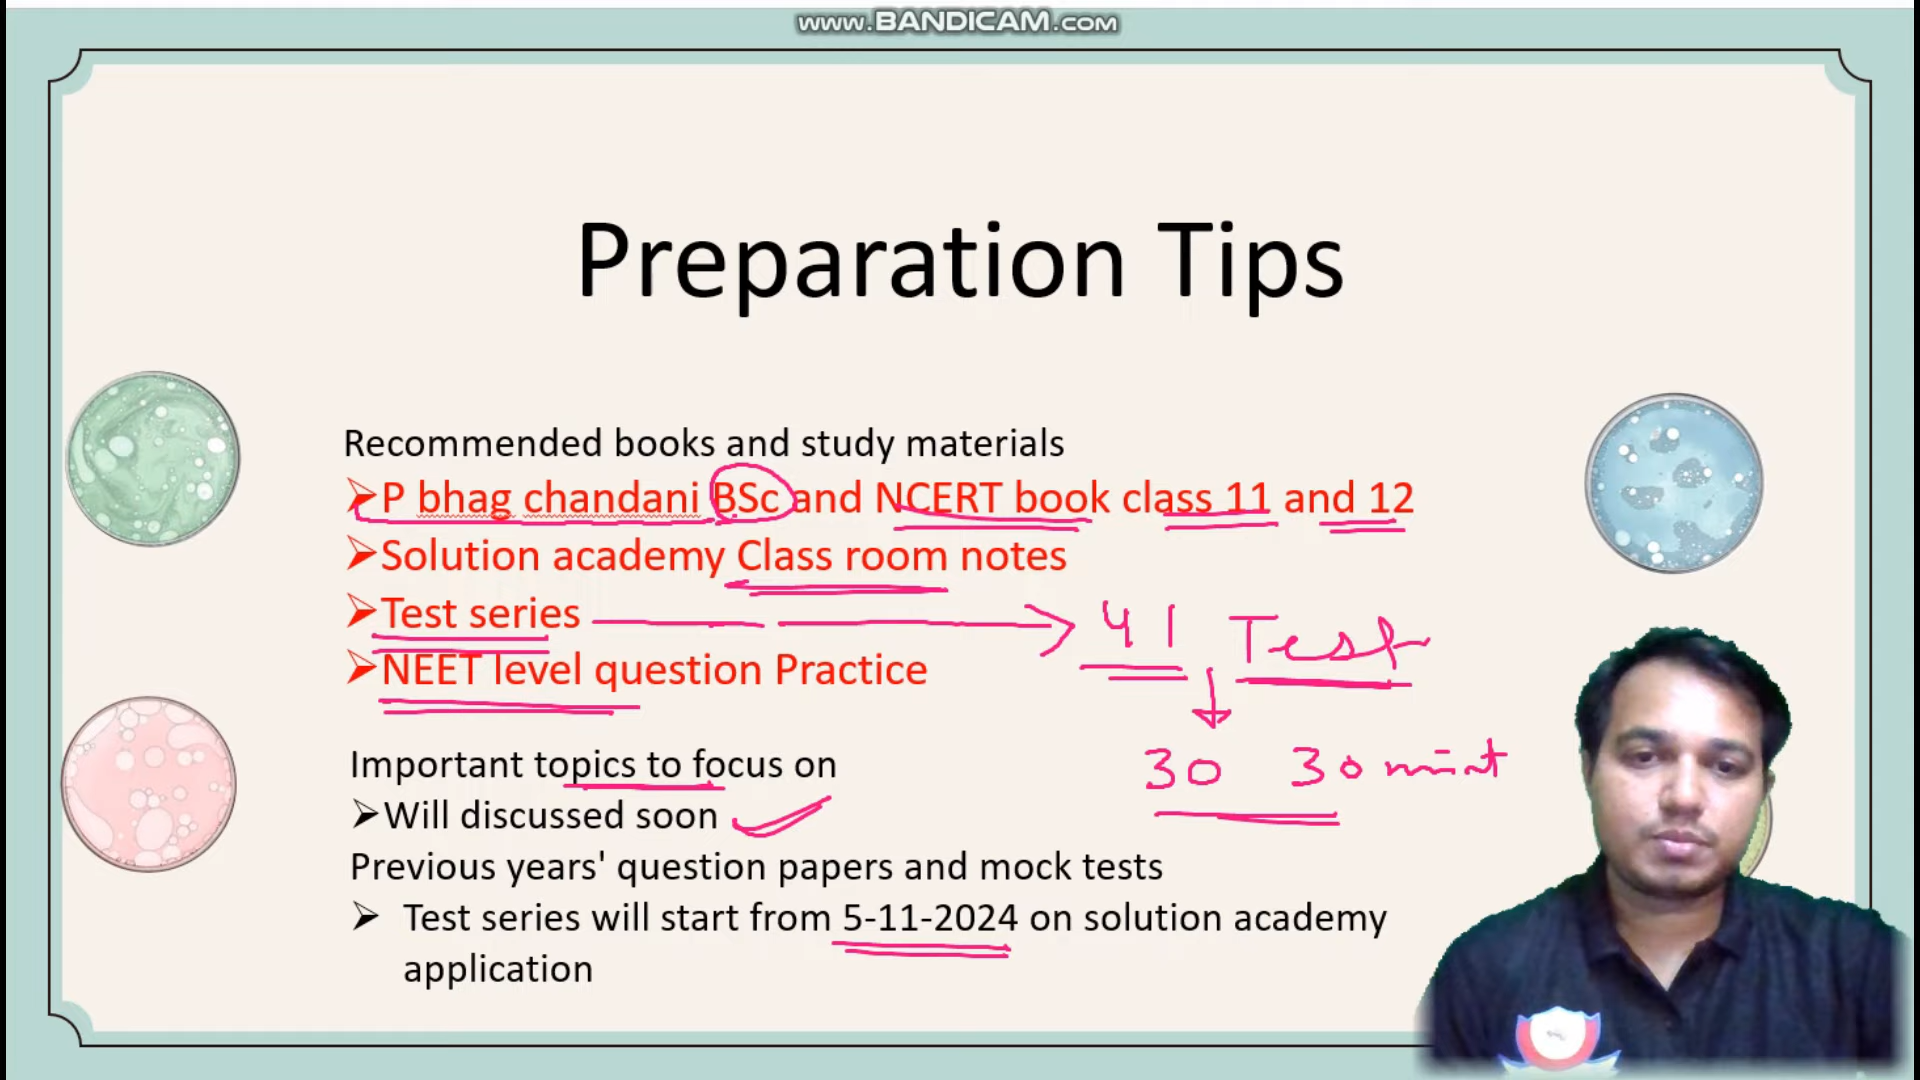 www.BANDICAM.com
Preparation Tips
Recommended books and study materials
➢P bhag chandani BSc and NCERT book class 11 and 12
➢Solution academy Class room notes
➢Test series
41 Test
➢NEET level question Practice
30 30 mint
Important topics to focus on
➢Will discussed soon
Previous years' question papers and mock tests
➢ Test series will start from 5-11-2024 on solution academy
application